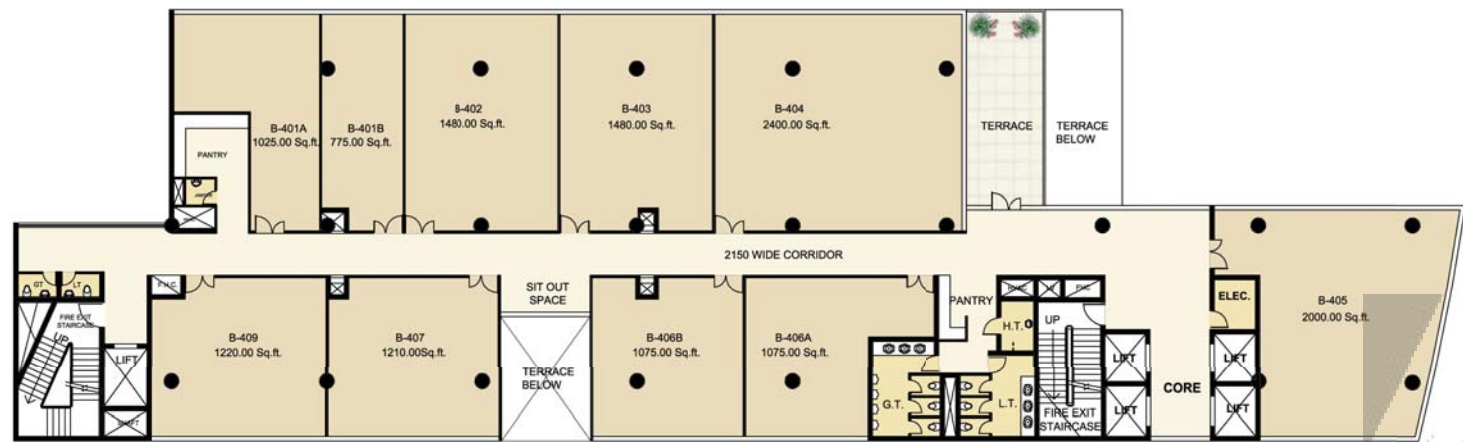 B-401A
1025.00 Sq.ft.
B-401B
775.00 Sq.ft.
B-402
1480.00 Sq.ft.
B-403
1480.00 Sq.ft.
B-404
2400.00 Sq.ft.
TERRACE
TERRACE
BELOW
PANTRY
2150 WIDE CORRIDOR
GT
LT
F.H.C.
SIT OUT
SPACE
PANTRY
FHC
ELEC.
B-405
2000.00 Sq.ft.
FIRE EXIT
STAIRCASE
UP
LIFT
SHAFT
B-409
1220.00 Sq.ft.
B-407
1210.00Sq.ft.
TERRACE
BELOW
B-406B
1075.00 Sq.ft.
B-406A
1075.00 Sq.ft.
H.T.
UP
G.T.
L.T.
FIRE EXIT
STAIRCASE
LIFT
LIFT
CORE
LIFT
LIFT